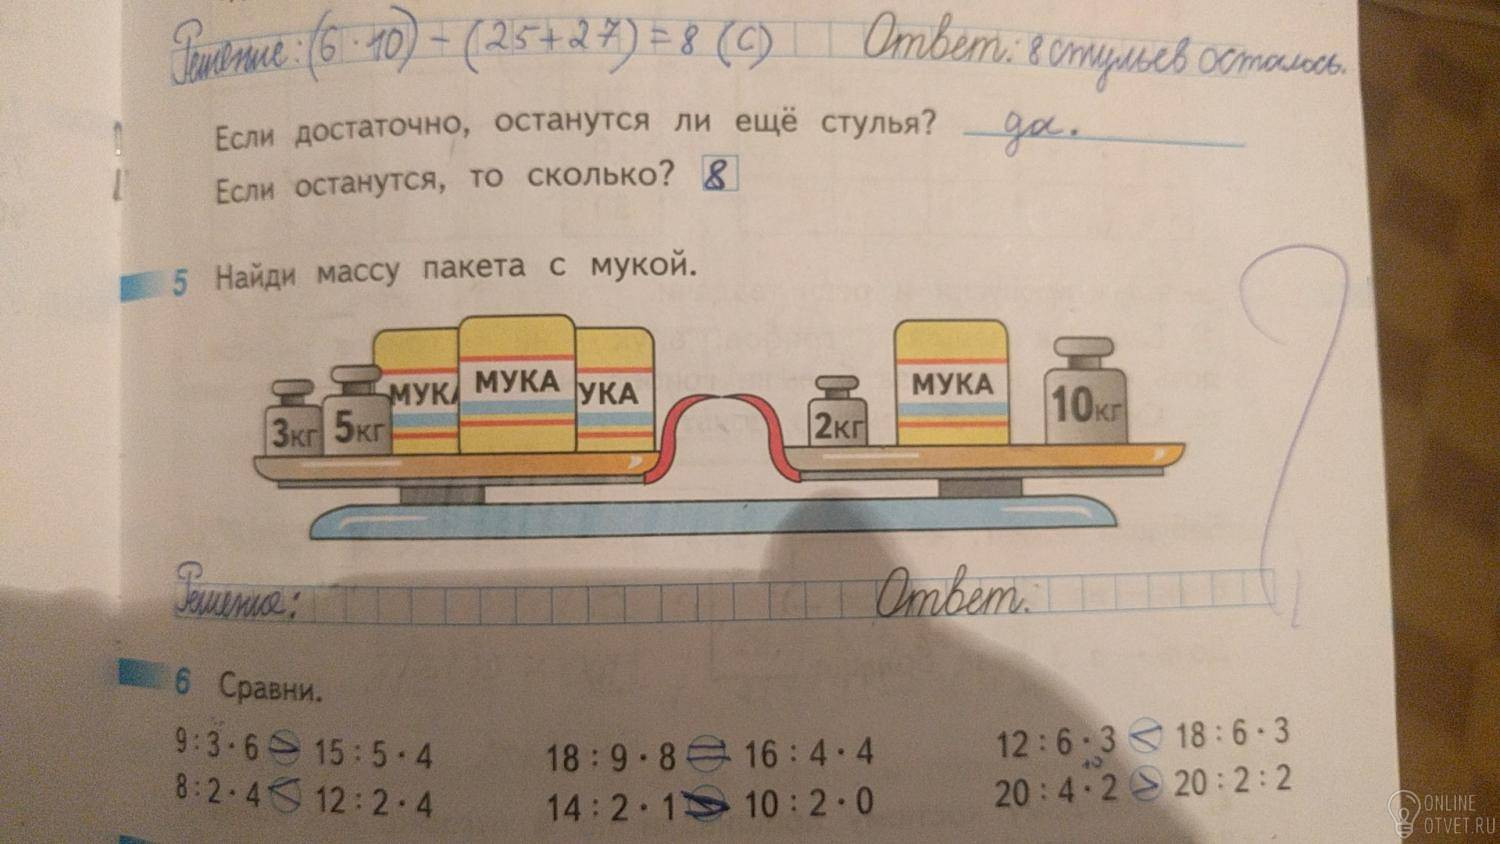 Решение: (6·10) - (25+27) = 8 (С) Ответ: 8 стульев осталось.
Если достаточно, останутся ли ещё стулья? да.
Если останутся, то сколько? 8
5 Найди массу пакета с мукой.
3кг 5кг МУКА МУКА УКА 2кг МУКА 10кг
Решение: Ответ:
6 Сравни.
9:3·6 > 15:5·4 18:9·8 = 16:4·4 12:6·3 < 18:6·3
8:2·4 < 12:2·4 14:2·1 > 10:2·0 20:4·2 > 20:2:2
ONLINE
OTVET.RU